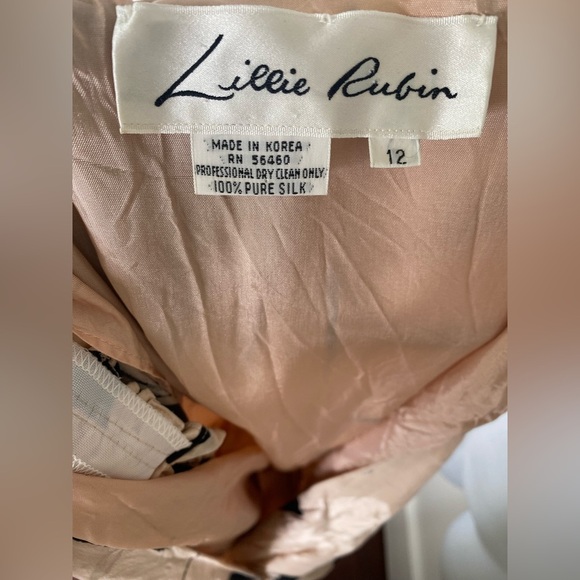 Lillie Rubin
MADE IN KOREA
RN 56460
PROFESSIONAL DRY CLEAN ONLY
100% PURE SILK
12